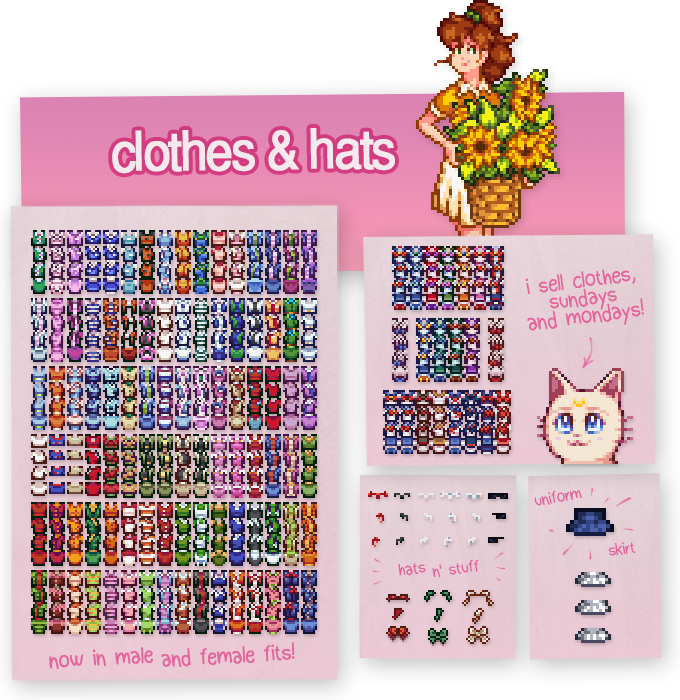 clothes & hats
i sell clothes,
sundays
and mondays!
uniform
skirt
hats n' stuff
now in male and female fits!